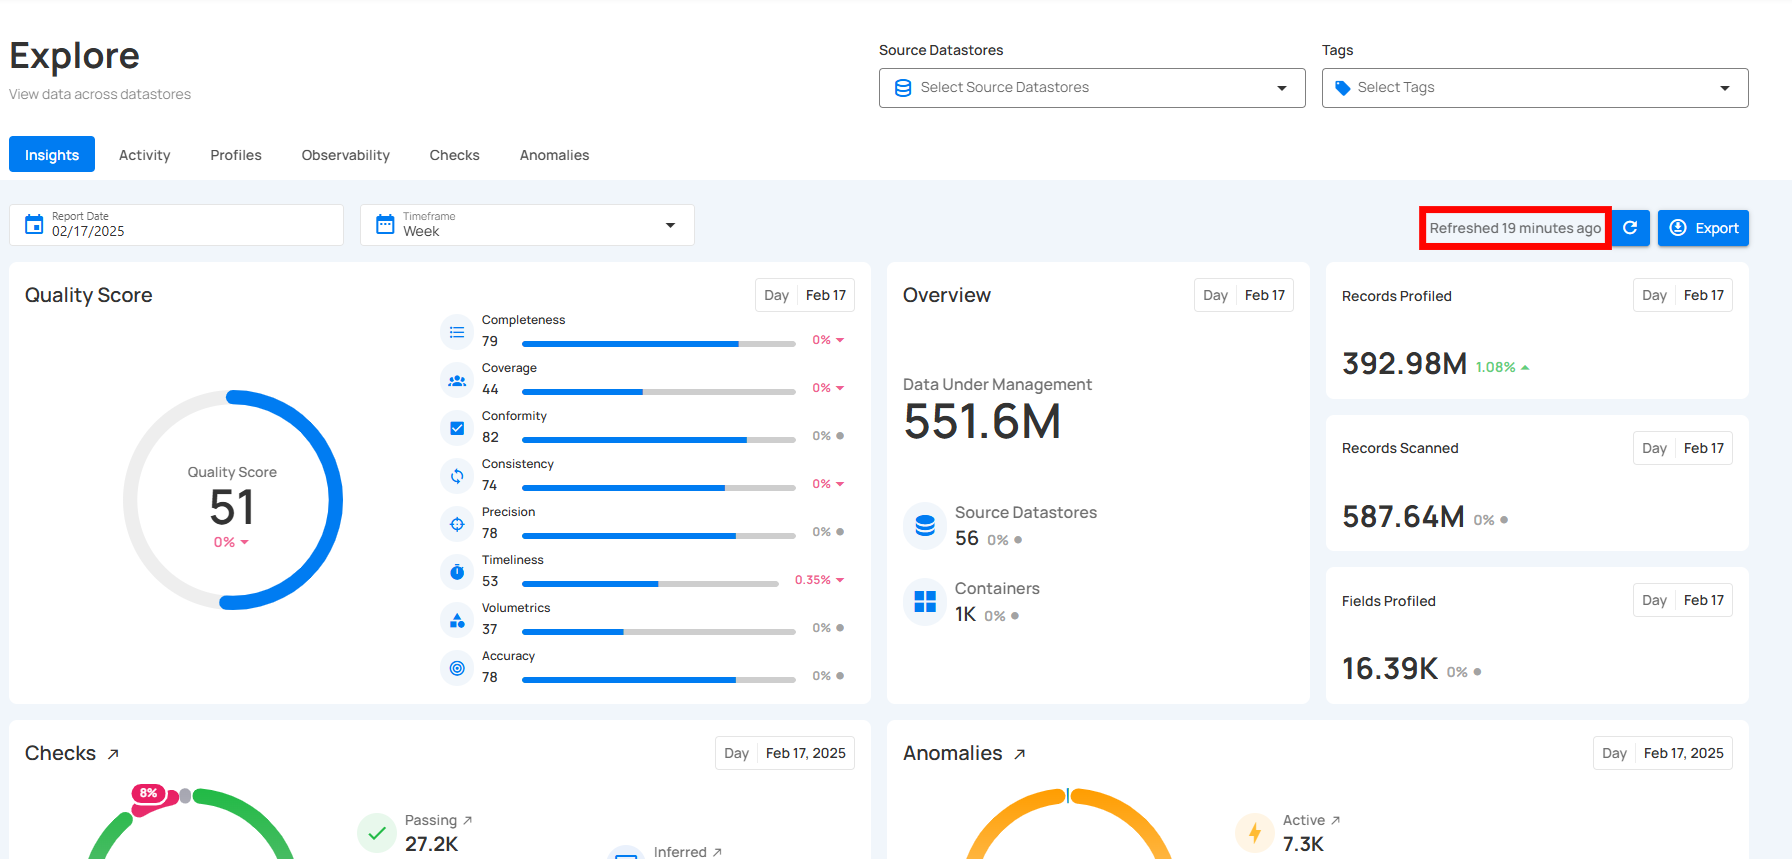 Explore
View data across datastores
Source Datastores
Select Source Datastores
Tags
Select Tags
Insights
Activity
Profiles
Observability
Checks
Anomalies
Report Date
02/17/2025
Timeframe
Week
Refreshed 19 minutes ago
Export
Quality Score
Day Feb 17
Quality Score
51
0%
Completeness
79 0%
Coverage
44 0%
Conformity
82 0%
Consistency
74 0%
Precision
78 0%
Timeliness
53 0.35%
Volumetrics
37 0%
Accuracy
78 0%
Overview
Day Feb 17
Data Under Management
551.6M
Source Datastores
56 0%
Containers
1K 0%
Records Profiled
Day Feb 17
392.98M 1.08%
Records Scanned
Day Feb 17
587.64M 0%
Fields Profiled
Day Feb 17
16.39K 0%
Checks
Day Feb 17, 2025
8%
Passing
27.2K
Inferred
Anomalies
Day Feb 17, 2025
Active
7.3K